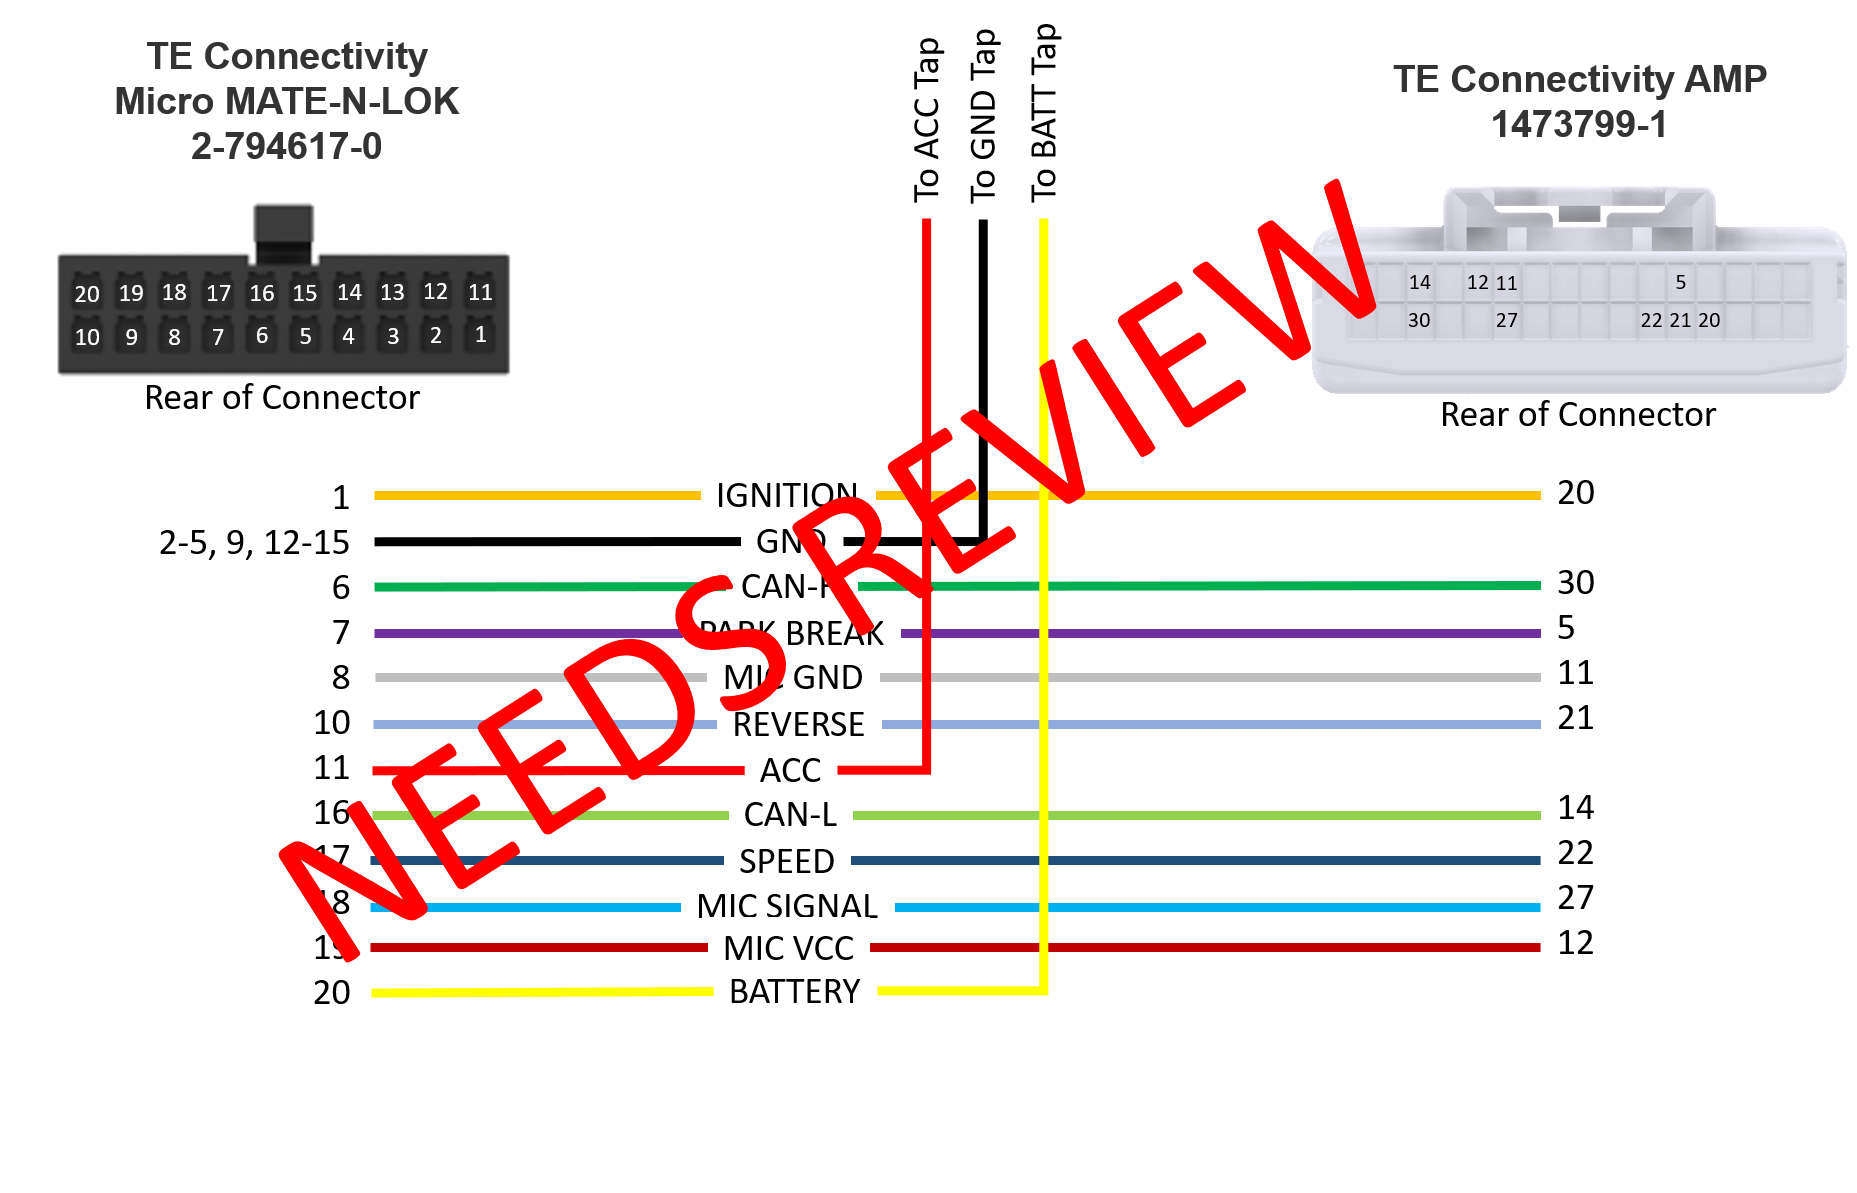 TE Connectivity
Micro MATE-N-LOK
2-794617-0
20 19 18 17 16 15 14 13 12 11
10 9 8 7 6 5 4 3 2 1
Rear of Connector
To ACC Tap
To GND Tap
To BATT Tap
TE Connectivity AMP
1473799-1
14 12 11 5
30 27 22 21 20
Rear of Connector
1 IGNITION 20
2-5, 9, 12-15 GND
6 CAN-H 30
7 PARK BREAK 5
8 MIC GND 11
10 REVERSE 21
11 ACC
16 CAN-L 14
17 SPEED 22
18 MIC SIGNAL 27
19 MIC VCC 12
20 BATTERY
NEEDS REVIEW